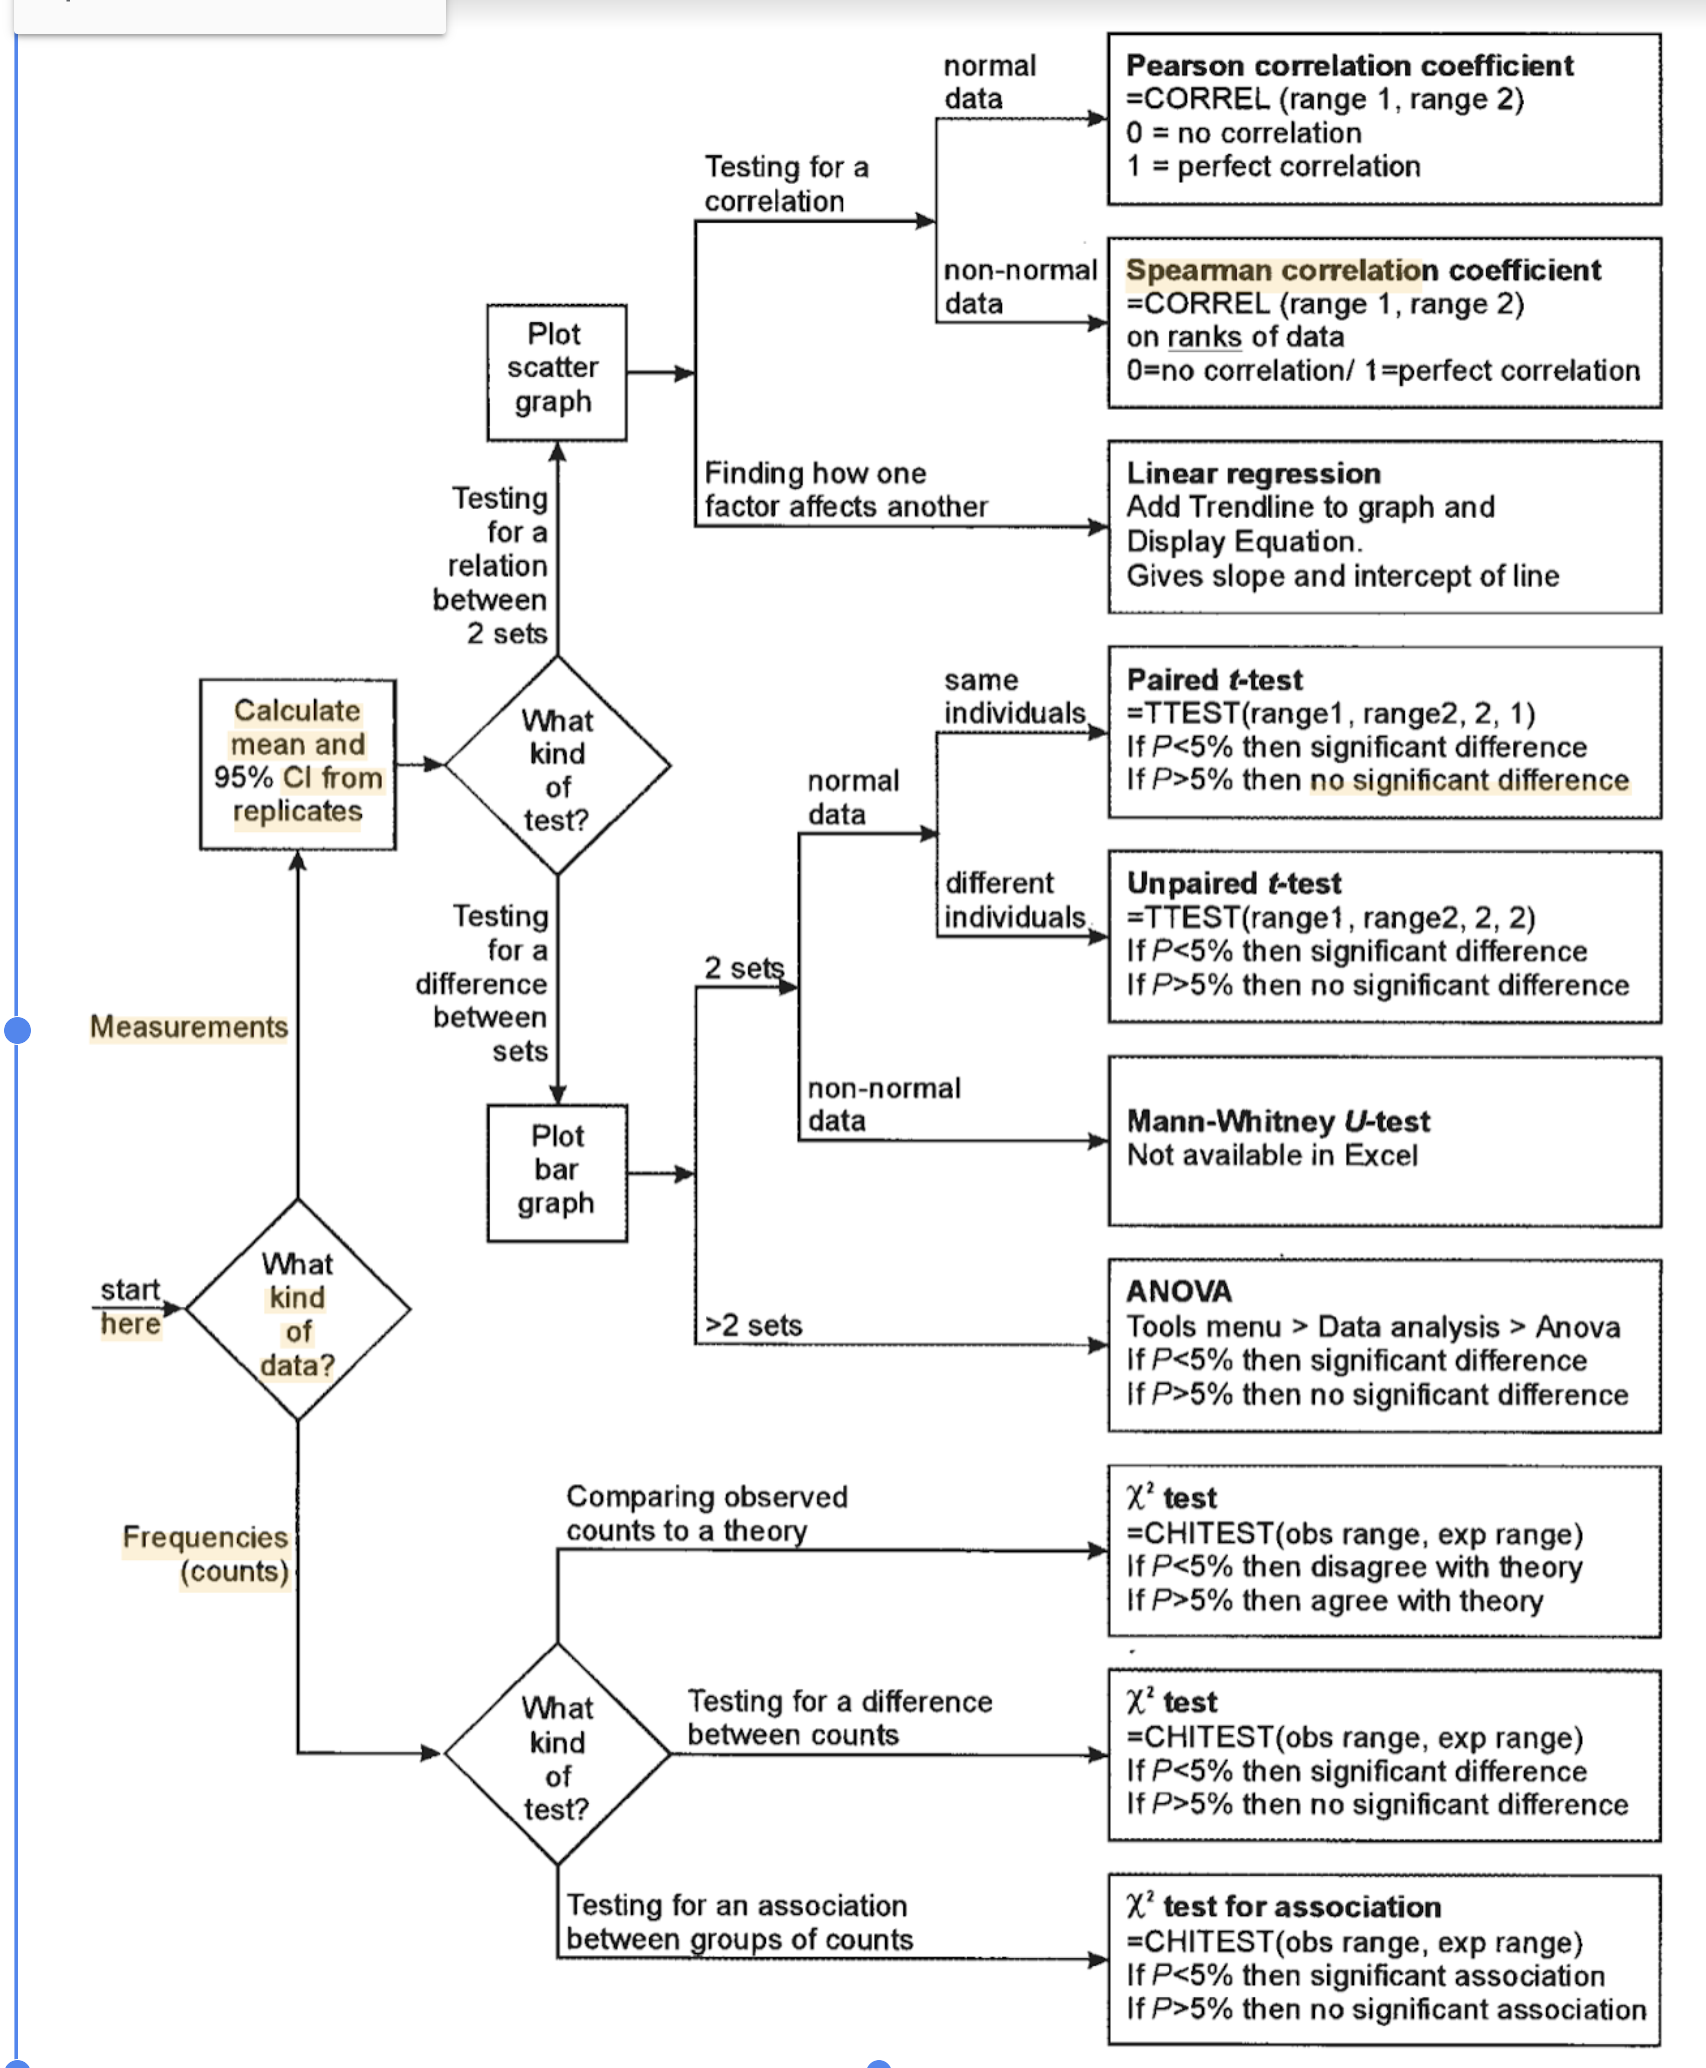 normal
data
Pearson correlation coefficient
=CORREL (range 1, range 2)
0 = no correlation
1 = perfect correlation
Testing for a
correlation
non-normal
data
Spearman correlation coefficient
=CORREL (range 1, range 2)
on ranks of data
0=no correlation/ 1=perfect correlation
Plot
scatter
graph
Finding how one
factor affects another
Linear regression
Add Trendline to graph and
Display Equation.
Gives slope and intercept of line
Testing
for a
relation
between
2 sets
Calculate
mean and
95% CI from
replicates
What
kind
of
test?
same
individuals
Paired t-test
=TTEST(range1, range2, 2, 1)
If P<5% then significant difference
If P>5% then no significant difference
normal
data
different
individuals
Unpaired t-test
=TTEST(range1, range2, 2, 2)
If P<5% then significant difference
If P>5% then no significant difference
Testing
for a
difference
between
sets
2 sets
Measurements
non-normal
data
Mann-Whitney U-test
Not available in Excel
Plot
bar
graph
>2 sets
ANOVA
Tools menu > Data analysis > Anova
If P<5% then significant difference
If P>5% then no significant difference
start
here
What
kind
of
data?
Frequencies
(counts)
Comparing observed
counts to a theory
χ² test
=CHITEST(obs range, exp range)
If P<5% then disagree with theory
If P>5% then agree with theory
What
kind
of
test?
Testing for a difference
between counts
χ² test
=CHITEST(obs range, exp range)
If P<5% then significant difference
If P>5% then no significant difference
Testing for an association
between groups of counts
χ² test for association
=CHITEST(obs range, exp range)
If P<5% then significant association
If P>5% then no significant association